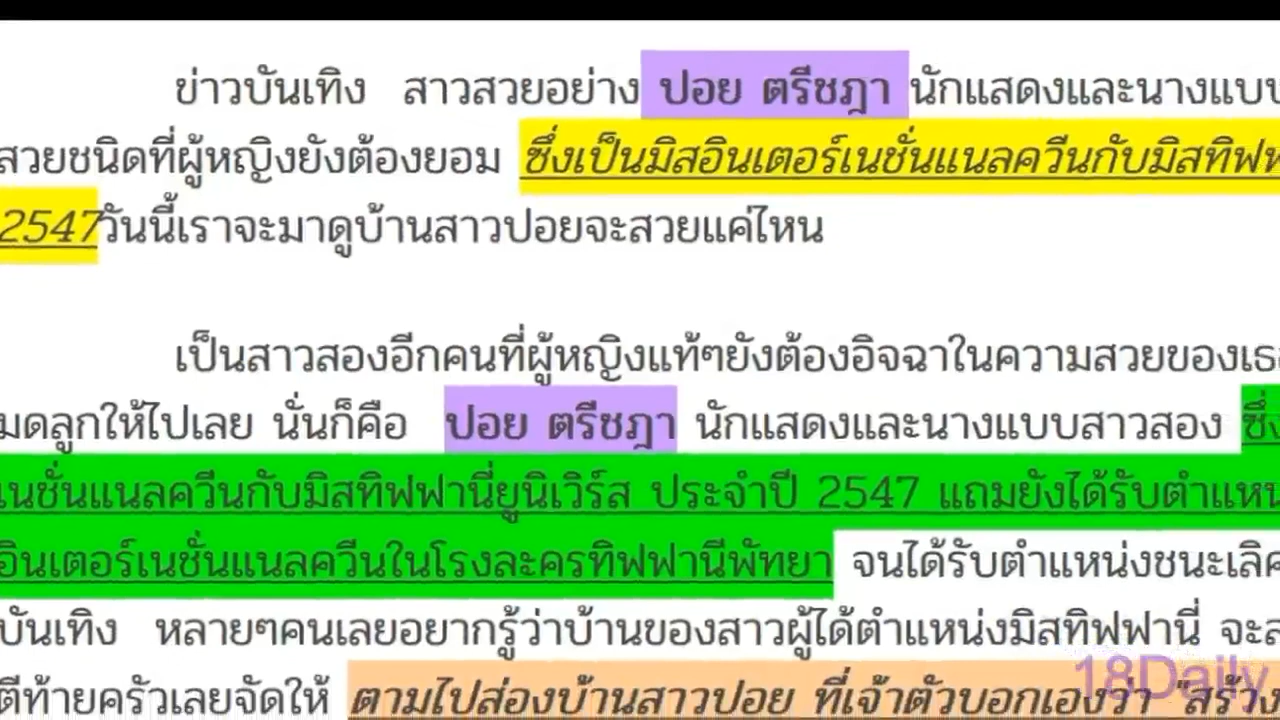 ข่าวบันเทิง สาวสวยอย่าง ปอย ตรีชฎา นักแสดงและนางแบบ
สวยชนิดที่ผู้หญิงยังต้องยอม ซึ่งเป็นมิสอินเตอร์เนชั่นแนลควีนกับมิสทิฟฟ
2547วันนี้เราจะมาดูบ้านสาวปอยจะสวยแค่ไหน
เป็นสาวสองอีกคนที่ผู้หญิงแท้ๆยังต้องอิจฉาในความสวยของเธอ
มดลูกให้ไปเลย นั่นก็คือ ปอย ตรีชฎา นักแสดงและนางแบบสาวสอง ซึ่ง
เนชั่นแนลควีนกับมิสทิฟฟานี่ยูนิเวิร์ส ประจำปี 2547 แถมยังได้รับตำแหน
อินเตอร์เนชั่นแนลควีนในโรงละครทิฟฟานีพัทยา จนได้รับตำแหน่งชนะเลิศ
บันเทิง หลายๆคนเลยอยากรู้ว่าบ้านของสาวผู้ได้ตำแหน่งมิสทิฟฟานี่ จะส
ตีท้ายครัวเลยจัดให้ ตามไปส่องบ้านสาวปอย ที่เจ้าตัวบอกเองว่า "สร้าง
18Daily